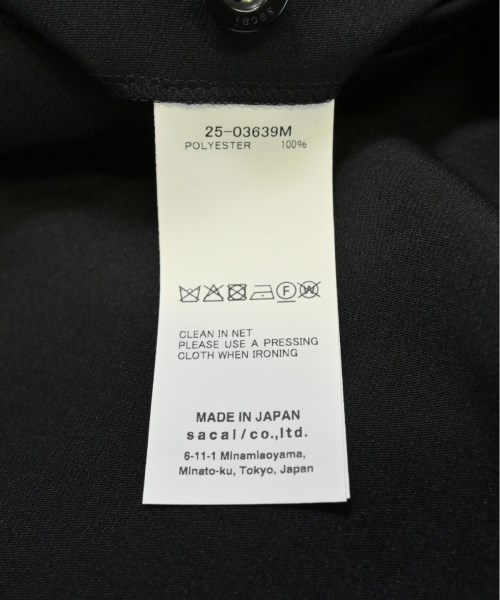 sacai
25-03639M
POLYESTER 100%
F W
CLEAN IN NET
PLEASE USE A PRESSING
CLOTH WHEN IRONING
MADE IN JAPAN
sacai/co.,ltd.
6-11-1 Minamiaoyama,
Minato-ku, Tokyo, Japan